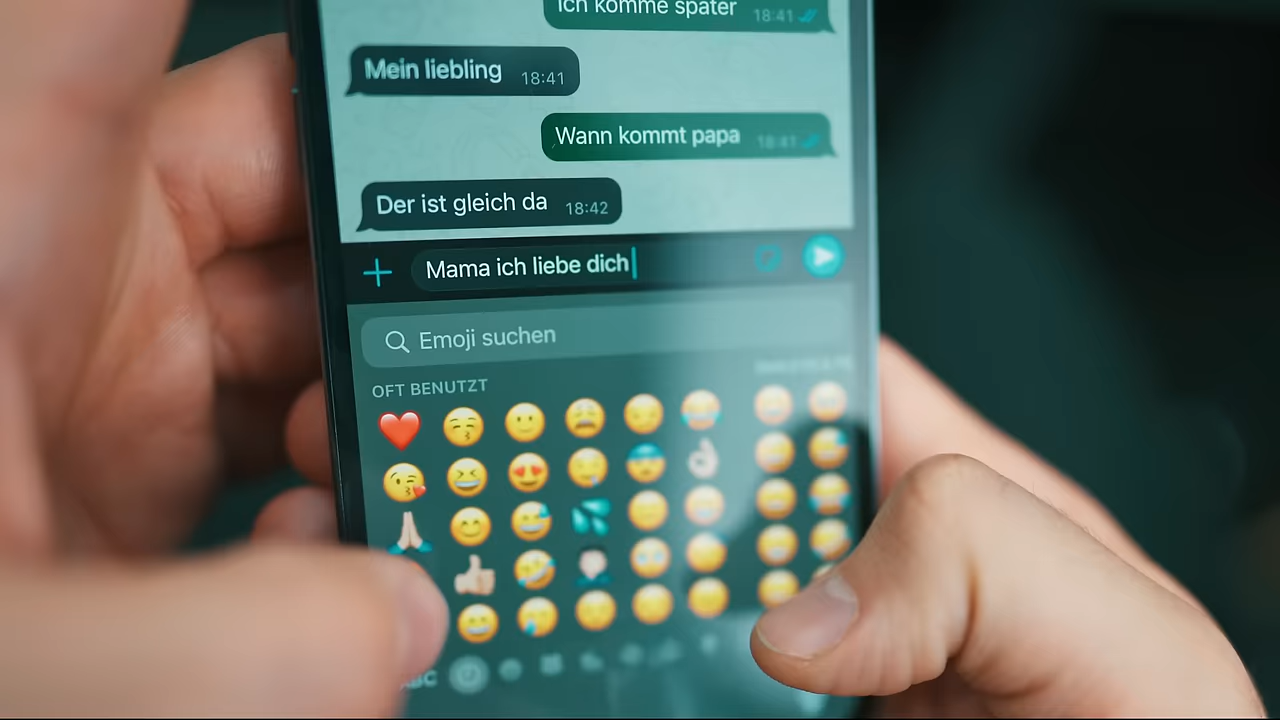 Ich komme später 18:41
Mein liebling 18:41
Wann kommt papa 18:41
Der ist gleich da 18:42
Mama ich liebe dich
Emoji suchen
OFT BENUTZT
ABC